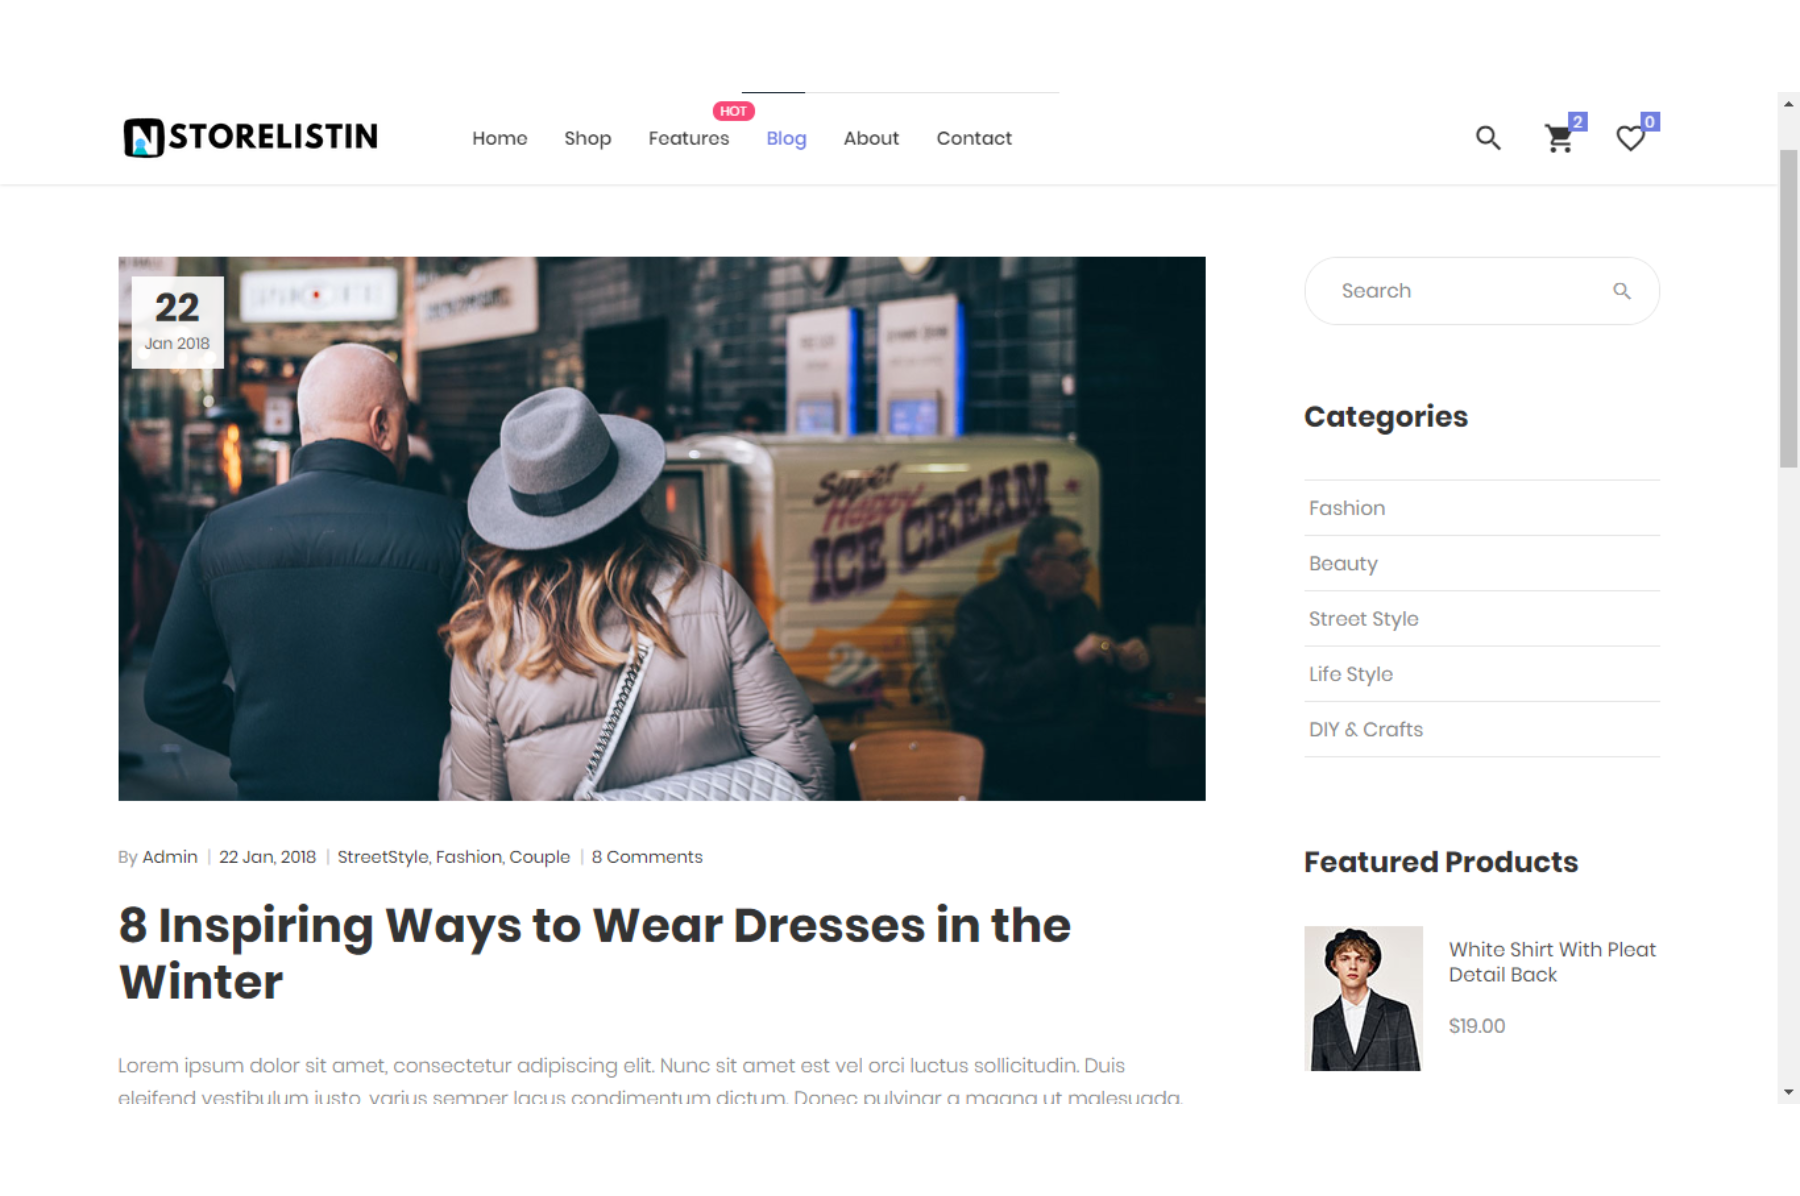 HOT
STORELISTIN
Home Shop Features Blog About Contact
2
0
22
Jan 2018
Super
Happy
ICE CREAM
By Admin | 22 Jan, 2018 | StreetStyle, Fashion, Couple | 8 Comments
8 Inspiring Ways to Wear Dresses in the
Winter
Lorem ipsum dolor sit amet, consectetur adipiscing elit. Nunc sit amet est vel orci luctus sollicitudin. Duis
eleifend vestibulum justo, varius semper lacus condimentum dictum. Donec pulvinar a magna ut malesuada.
Search
Categories
Fashion
Beauty
Street Style
Life Style
DIY & Crafts
Featured Products
White Shirt With Pleat
Detail Back
$19.00